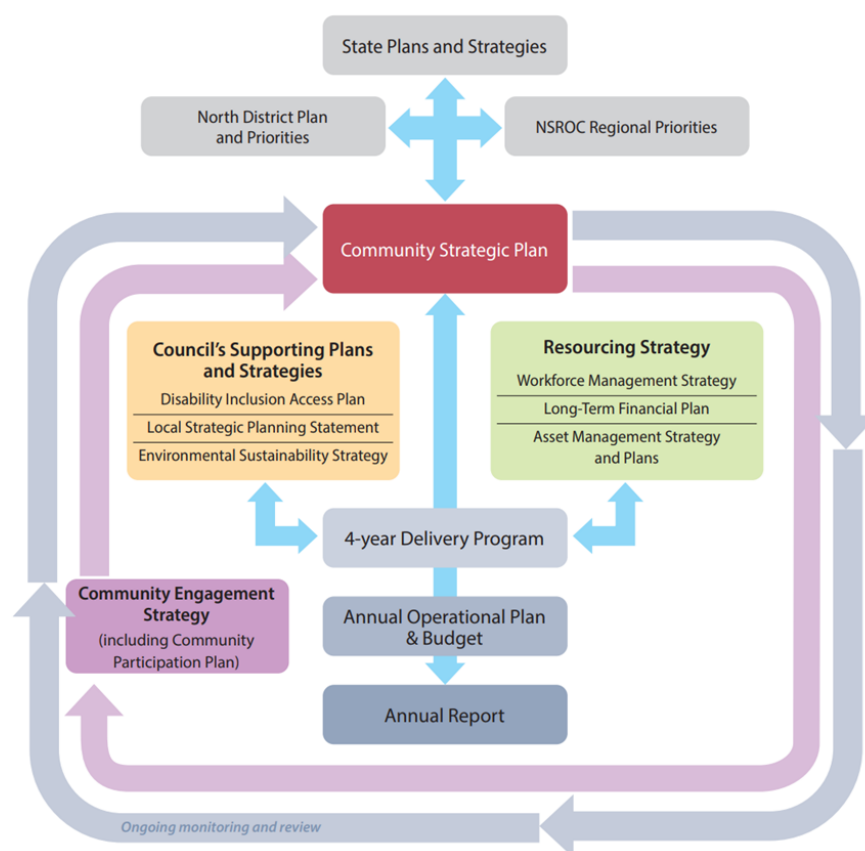 State Plans and Strategies
North District Plan
and Priorities
NSROC Regional Priorities
Community Strategic Plan
Council's Supporting Plans
and Strategies
Disability Inclusion Access Plan
Local Strategic Planning Statement
Environmental Sustainability Strategy
Resourcing Strategy
Workforce Management Strategy
Long-Term Financial Plan
Asset Management Strategy
and Plans
4-year Delivery Program
Community Engagement
Strategy
(including Community
Participation Plan)
Annual Operational Plan
& Budget
Annual Report
Ongoing monitoring and review